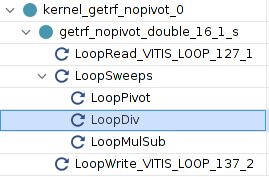 kernel_getrf_nopivot_0
getrf_nopivot_double_16_1_s
LoopRead_VITIS_LOOP_127_1
LoopSweeps
LoopPivot
LoopDiv
LoopMulSub
LoopWrite_VITIS_LOOP_137_2